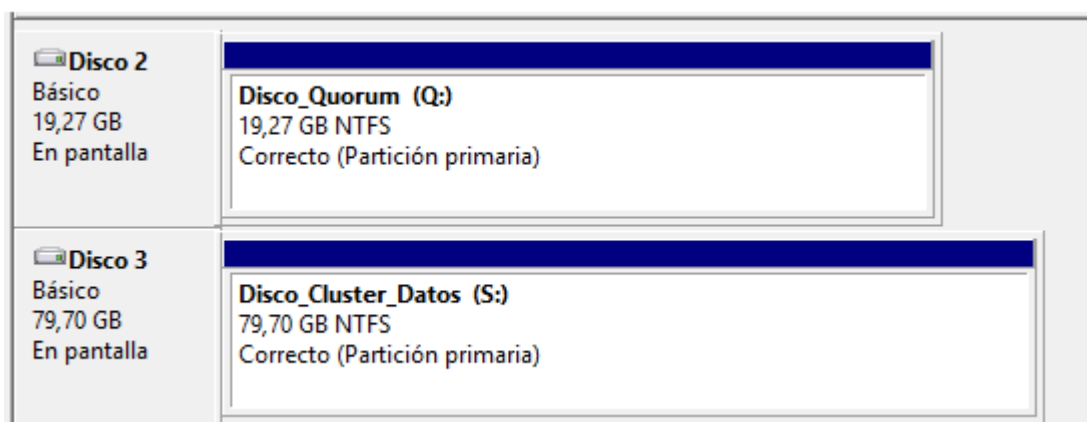 Disco 2
Básico
19,27 GB
En pantalla
Disco_Quorum (Q:)
19,27 GB NTFS
Correcto (Partición primaria)
Disco 3
Básico
79,70 GB
En pantalla
Disco_Cluster_Datos (S:)
79,70 GB NTFS
Correcto (Partición primaria)